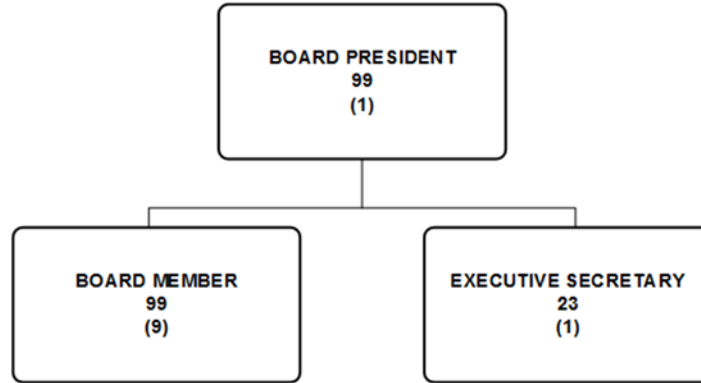 BOARD PRESIDENT
99
(1)
BOARD MEMBER
99
(9)
EXECUTIVE SECRETARY
23
(1)